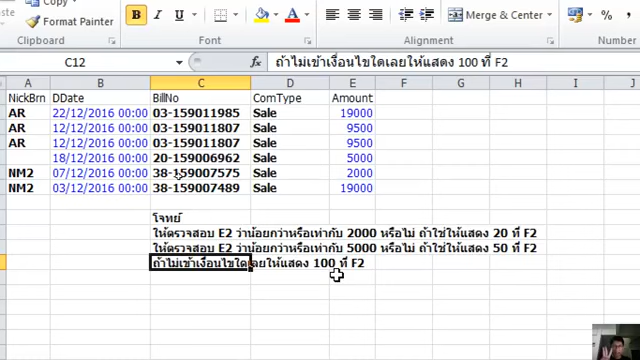 Format Painter
B I U
Merge & Center
% ,
Clipboard
Font
Alignment
Number
C12 fx ถ้าไม่เข้าเงื่อนไขใดเลยให้แสดง 100 ที่ F2
A B C D E F G H I
NickBrn DDate BillNo ComType Amount
AR 22/12/2016 00:00 03-159011985 Sale 19000
AR 12/12/2016 00:00 03-159011807 Sale 9500
AR 12/12/2016 00:00 03-159011807 Sale 9500
18/12/2016 00:00 20-159006962 Sale 5000
NM2 07/12/2016 00:00 38-159007575 Sale 2000
NM2 03/12/2016 00:00 38-159007489 Sale 19000
โจทย์
ให้ตรวจสอบ E2 ว่าน้อยกว่าหรือเท่ากับ 2000 หรือไม่ ถ้าใช่ให้แสดง 20 ที่ F2
ให้ตรวจสอบ E2 ว่าน้อยกว่าหรือเท่ากับ 5000 หรือไม่ ถ้าใช่ให้แสดง 50 ที่ F2
ถ้าไม่เข้าเงื่อนไขใดเลยให้แสดง 100 ที่ F2